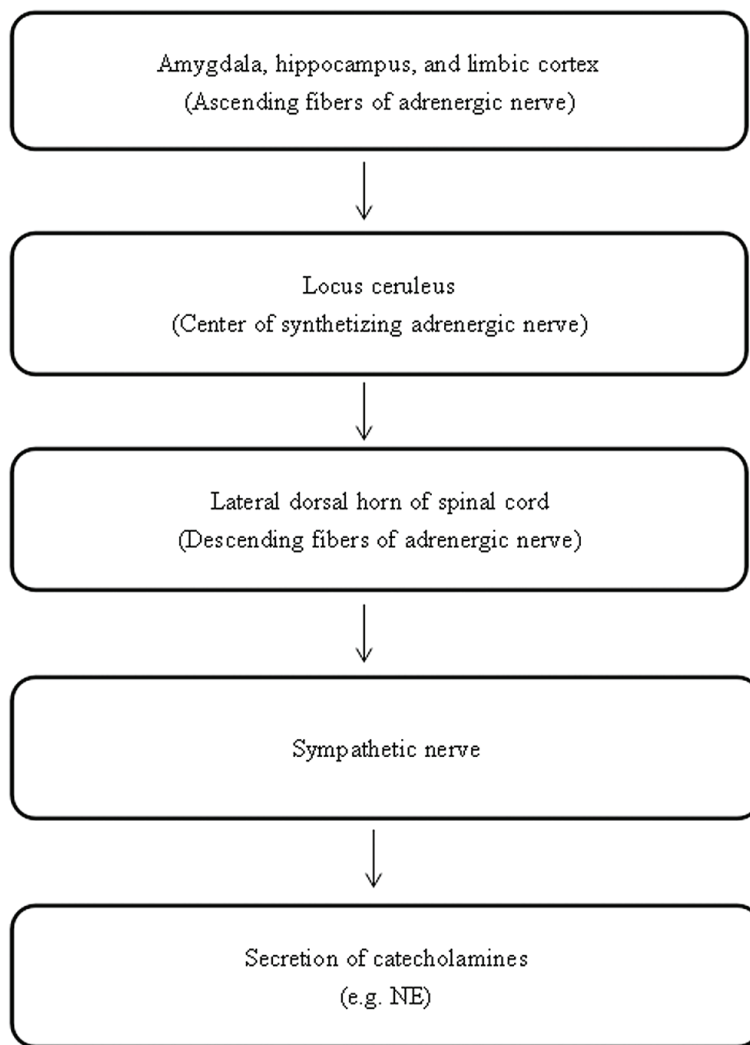 Amygdala, hippocampus, and limbic cortex
(Ascending fibers of adrenergic nerve)
Locus ceruleus
(Center of synthetizing adrenergic nerve)
Lateral dorsal horn of spinal cord
(Descending fibers of adrenergic nerve)
Sympathetic nerve
Secretion of catecholamines
(e.g. NE)